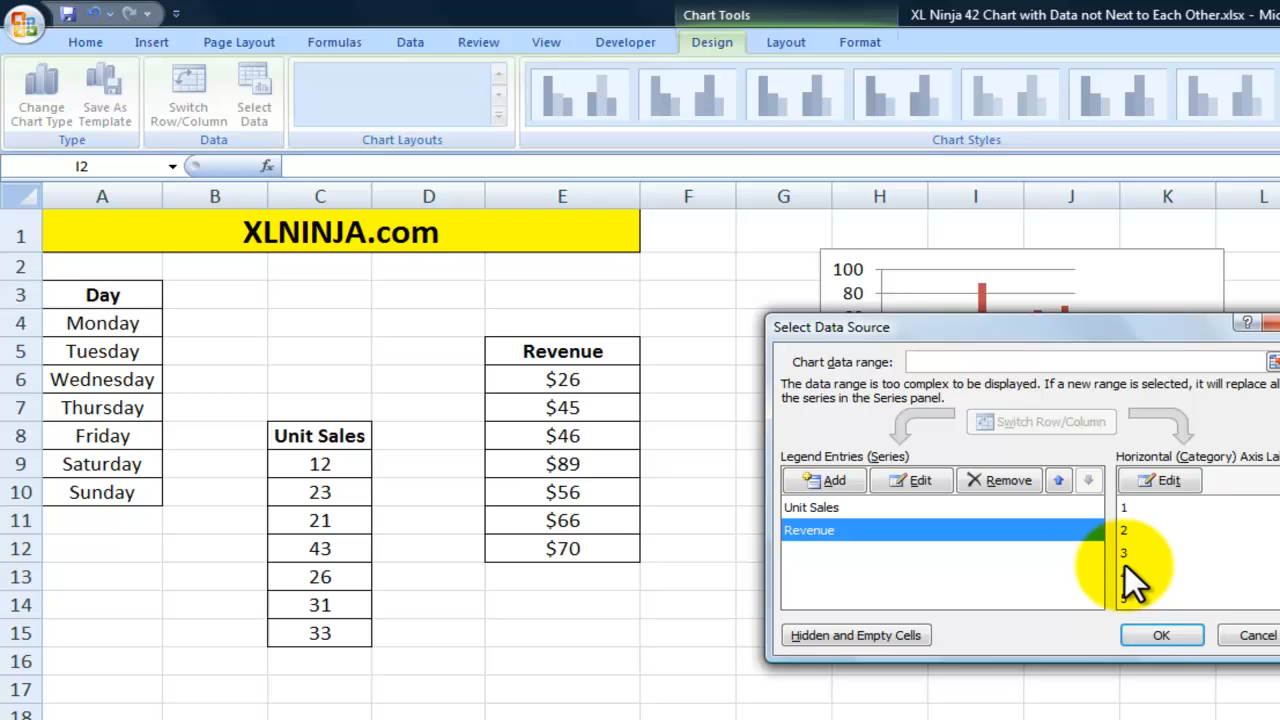 Chart Tools
XL Ninja 42 Chart with Data not Next to Each Other.xlsx - Mic
Home Insert Page Layout Formulas Data Review View Developer Design Layout Format
Change Chart Type
Save As Template
Switch Row/Column
Select Data
Type Data Chart Layouts Chart Styles
I2 fx
A B C D E F G H I J K L
1 XLNINJA.com
2
3 Day
4 Monday
5 Tuesday Revenue
6 Wednesday $26
7 Thursday $45
8 Friday Unit Sales $46
9 Saturday 12 $89
10 Sunday 23 $56
11 21 $66
12 43 $70
13 26
14 31
15 33
16
17
18
100
80
Select Data Source ?
Chart data range:
The data range is too complex to be displayed. If a new range is selected, it will replace al
the series in the Series panel.
Switch Row/Column
Legend Entries (Series) Horizontal (Category) Axis Lab
Add Edit Remove Edit
Unit Sales 1
Revenue 2
3
5
Hidden and Empty Cells OK Cancel